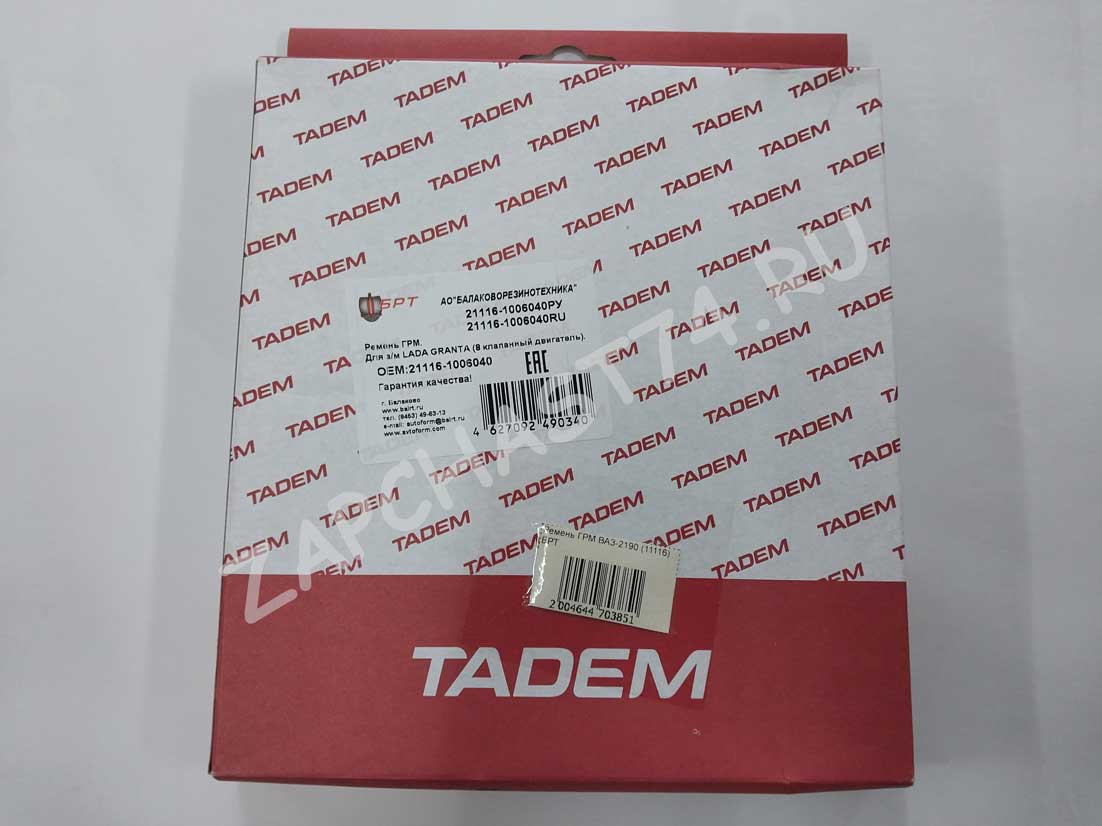 TADEM
БРТ
АО"БАЛАКОВОРЕЗИНОТЕХНИКА"
21116-1006040РУ
21116-1006040RU
Ремень ГРМ.
Для з/м LADA GRANTA (8 клапанный двигатель).
OEM:21116-1006040
EAC
Гарантия качества!
г. Балаково
www.bairt.ru
тел. (8453) 49-63-13
e-mail: autoform@bairt.ru
www.avtoform.com
4 627092 490340
Ремень ГРМ ВАЗ-2190 (11116)
БРТ
2 004644 703851
TADEM
ZAPCHAST74.RU